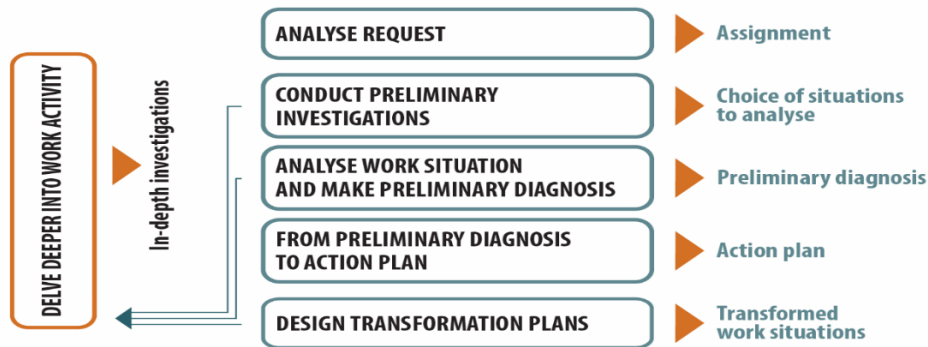 DELVE DEEPER INTO WORK ACTIVITY
In-depth investigations
ANALYSE REQUEST
Assignment
CONDUCT PRELIMINARY
INVESTIGATIONS
Choice of situations
to analyse
ANALYSE WORK SITUATION
AND MAKE PRELIMINARY DIAGNOSIS
Preliminary diagnosis
FROM PRELIMINARY DIAGNOSIS
TO ACTION PLAN
Action plan
DESIGN TRANSFORMATION PLANS
Transformed
work situations